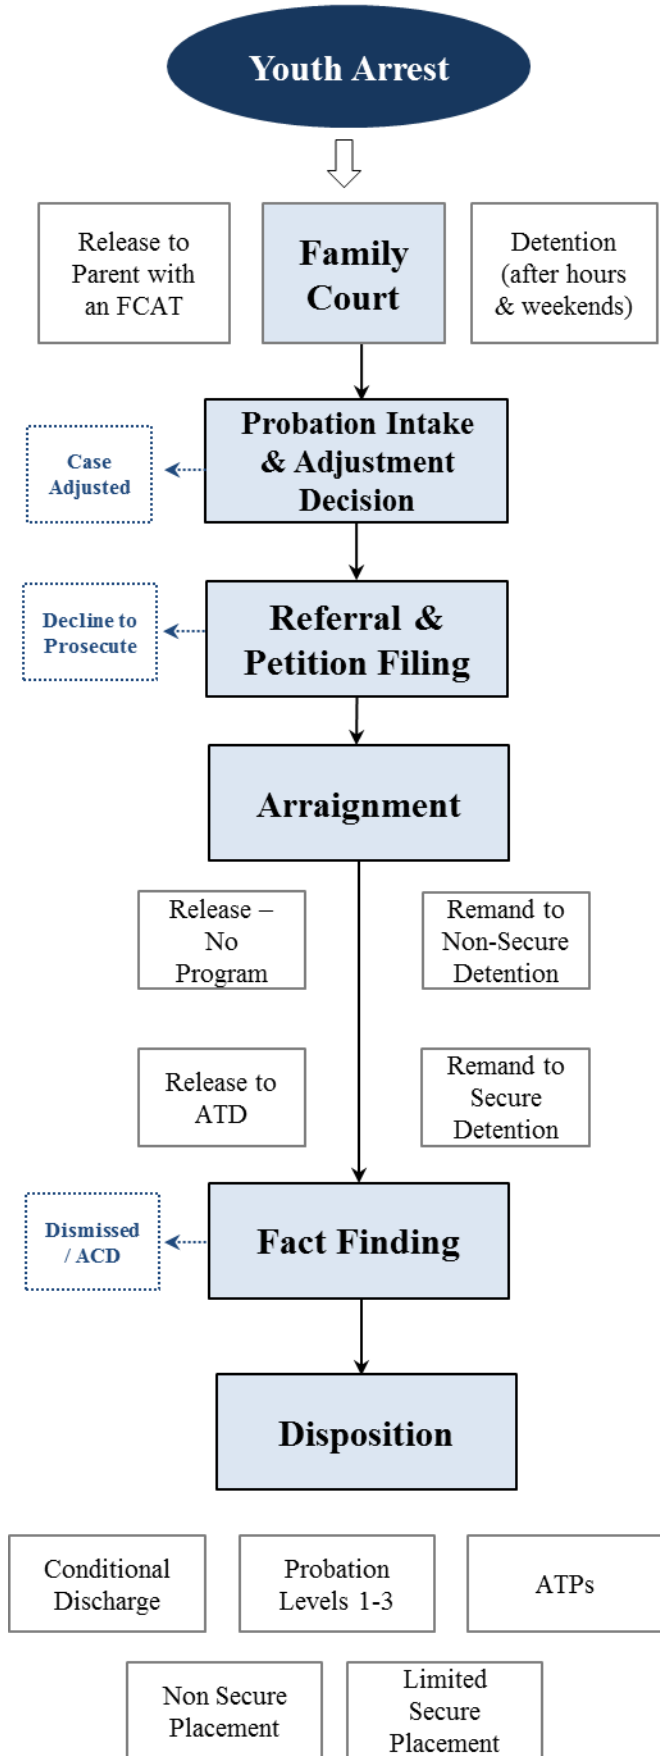 Youth Arrest
Release to
Parent with
an FCAT
Family
Court
Detention
(after hours
& weekends)
Probation Intake
& Adjustment
Decision
Case
Adjusted
Referral &
Petition Filing
Decline to
Prosecute
Arraignment
Release –
No
Program
Remand to
Non-Secure
Detention
Release to
ATD
Remand to
Secure
Detention
Fact Finding
Dismissed
/ ACD
Disposition
Conditional
Discharge
Probation
Levels 1-3
ATPs
Non Secure
Placement
Limited
Secure
Placement